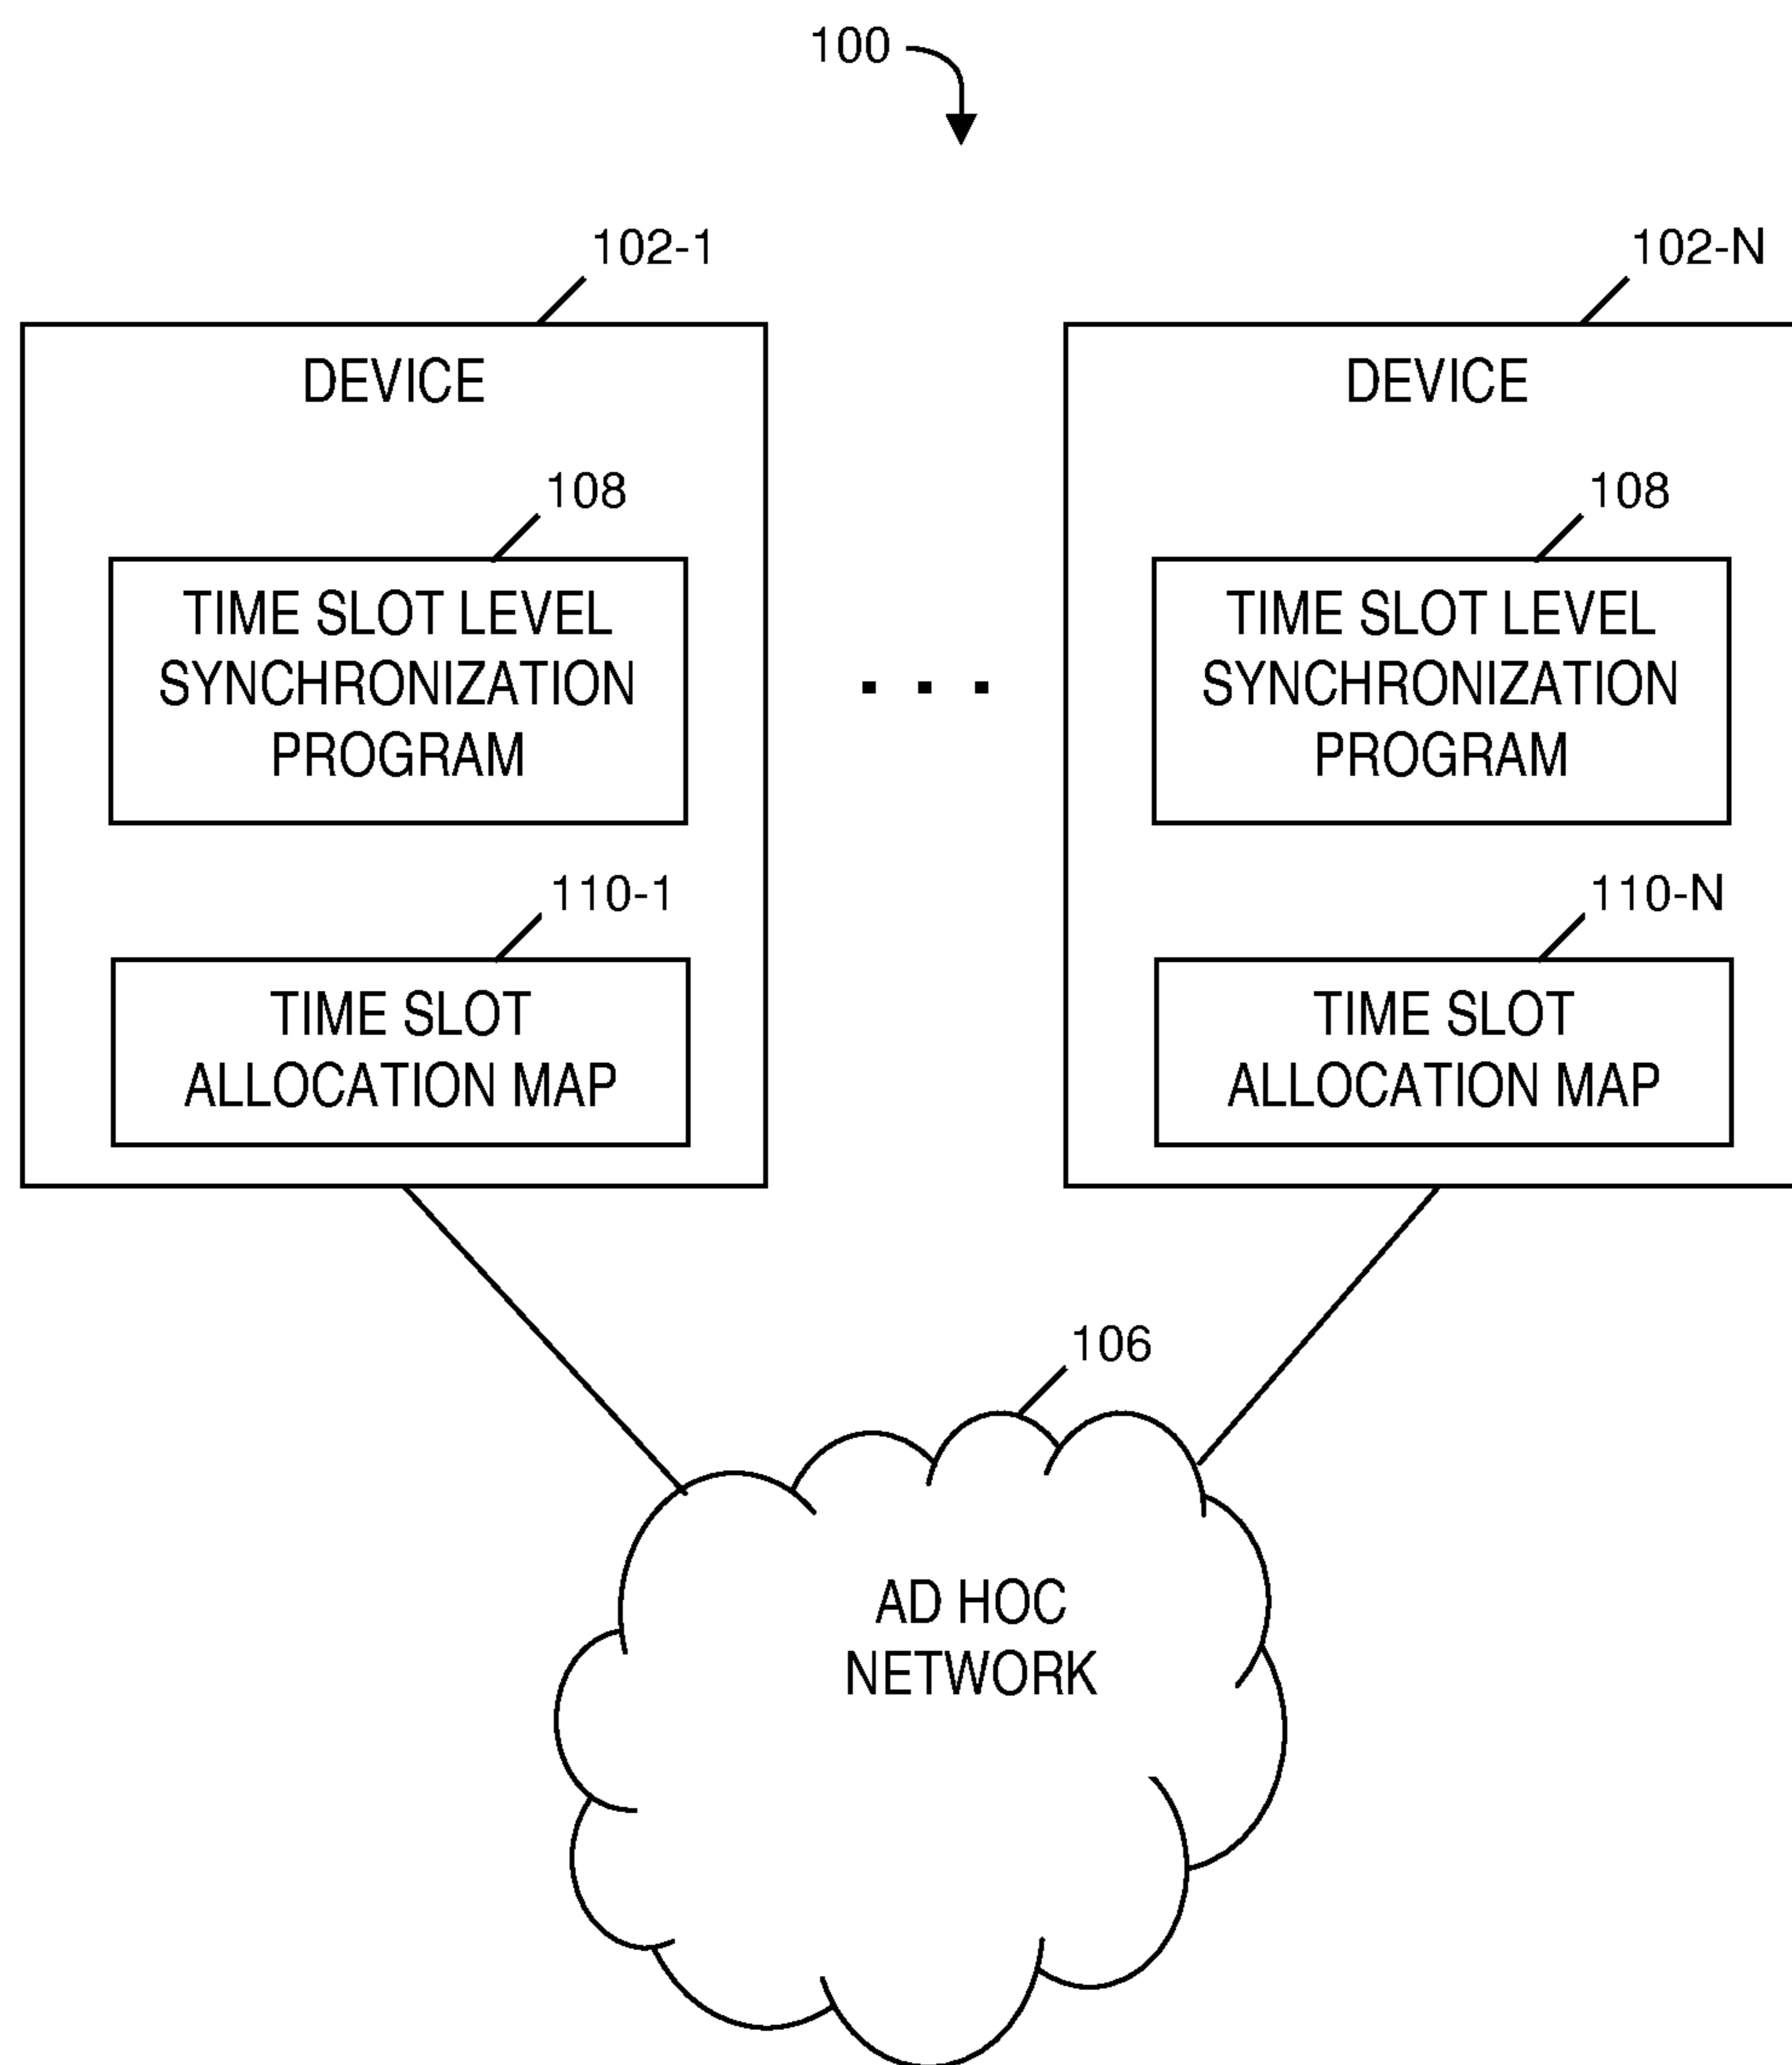 100
102-1
102-N
DEVICE
DEVICE
108
108
TIME SLOT LEVEL
SYNCHRONIZATION
PROGRAM
. . .
TIME SLOT LEVEL
SYNCHRONIZATION
PROGRAM
110-1
110-N
TIME SLOT
ALLOCATION MAP
TIME SLOT
ALLOCATION MAP
106
AD HOC
NETWORK